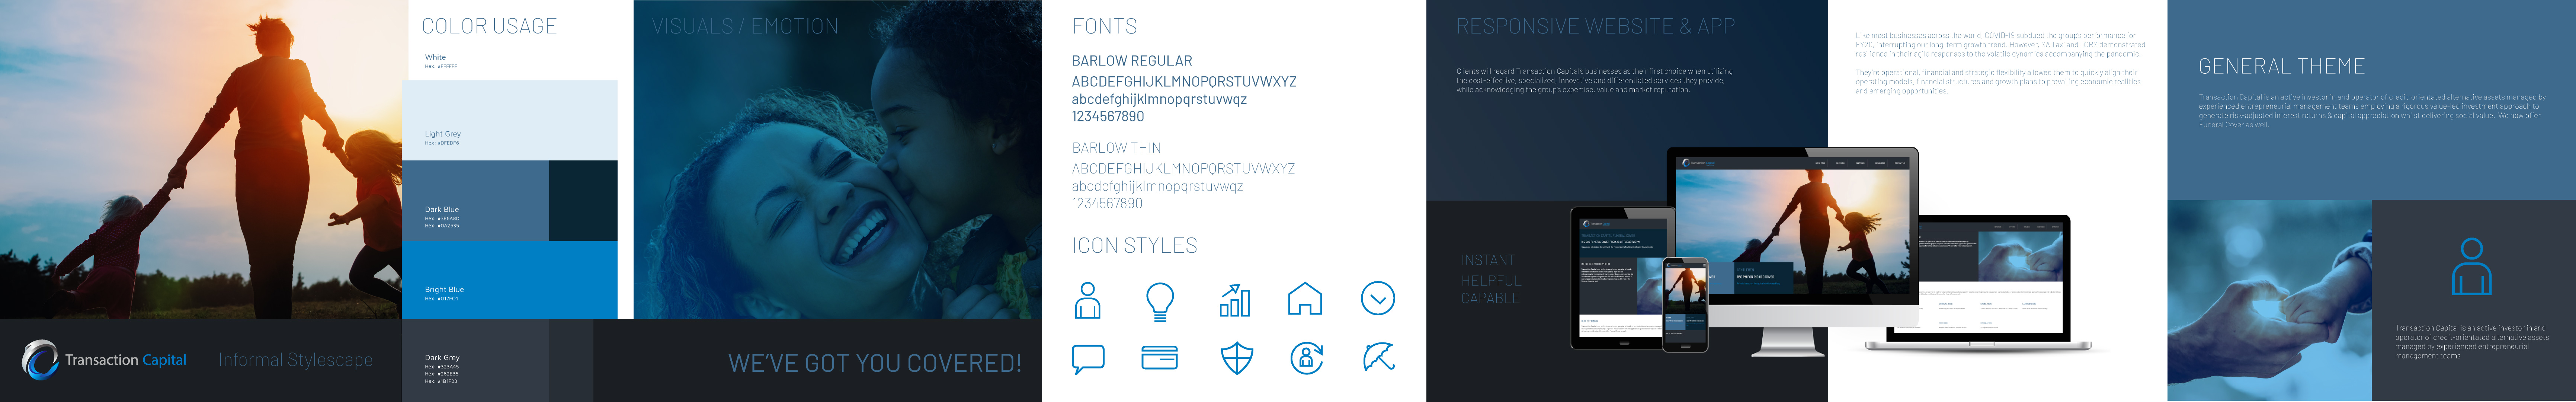 COLOR USAGE
White
Hex: #FFFFFF
Light Grey
Hex: #DFEDF8
Dark Blue
Hex: #3E6A8D
Hex: #0A2535
Bright Blue
Hex: #017FC4
Dark Grey
Hex: #323A45
Hex: #282E35
Hex: #1B1F23
Transaction Capital
Informal Stylescape
VISUALS / EMOTION
WE'VE GOT YOU COVERED!
FONTS
BARLOW REGULAR
ABCDEFGHIJKLMNOPQRSTUVWXYZ
abcdefghijklmnopqrstuvwqz
1234567890
BARLOW THIN
ABCDEFGHIJKLMNOPQRSTUVWXYZ
abcdefghijklmnopqrstuvwqz
1234567890
ICON STYLES
RESPONSIVE WEBSITE & APP
Clients will regard Transaction Capital's businesses as their first choice when utilizing
the cost-effective, specialized, innovative and differentiated services they provide,
while acknowledging the group's expertise, value and market reputation.
INSTANT
HELPFUL
CAPABLE
Like most businesses across the world, COVID-19 subdued the group's performance for
FY20, interrupting our long-term growth trend. However, SA Taxi and TCRS demonstrated
resilience in their agile responses to the volatile dynamics accompanying the pandemic.
They're operational, financial and strategic flexibility allowed them to quickly align their
operating models, financial structures and growth plans to prevailing economic realities
and emerging opportunities.
Transaction Capital
Transaction Capital
GENERAL THEME
Transaction Capital is an active investor in and operator of credit-orientated alternative assets managed by
experienced entrepreneurial management teams employing a rigorous value-led investment approach to
generate risk-adjusted interest returns & capital appreciation whilst delivering social value. We now offer
Funeral Cover as well.
Transaction Capital is an active investor in and
operator of credit-orientated alternative assets
managed by experienced entrepreneurial
management teams